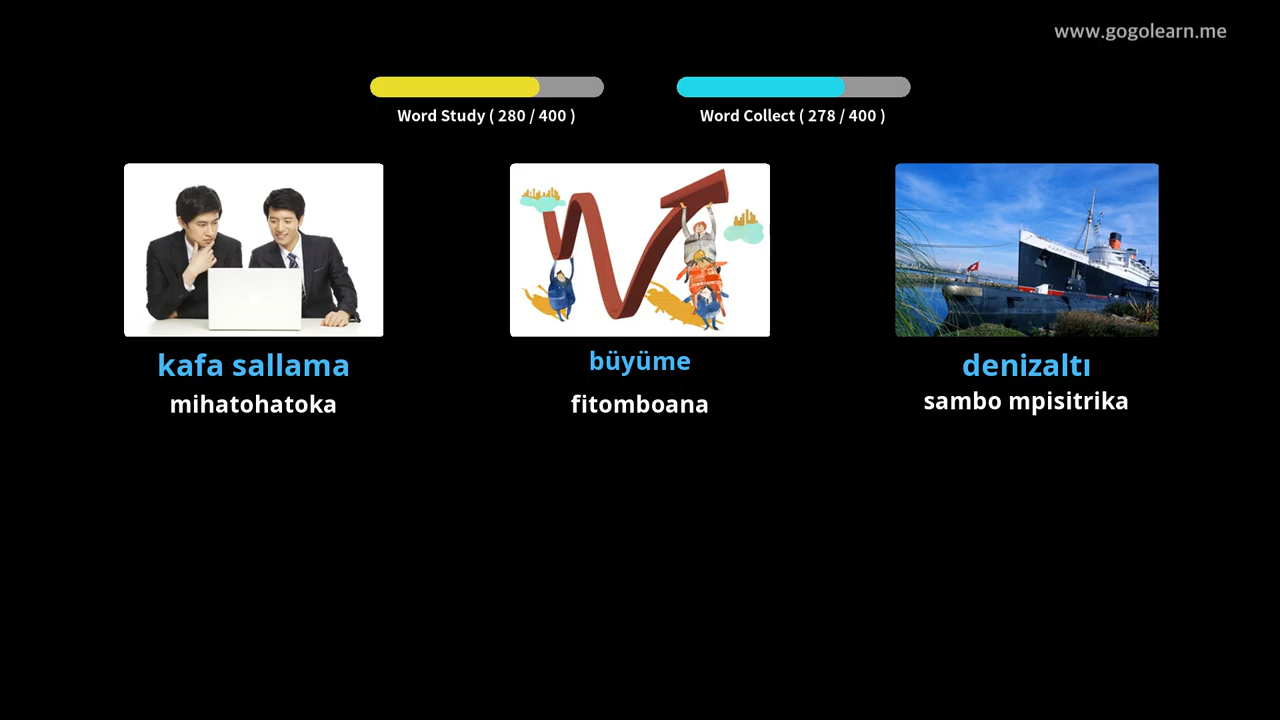 www.gogolearn.me
Word Study ( 280 / 400 )
Word Collect ( 278 / 400 )
kafa sallama
mihatohatoka
büyüme
fitomboana
denizaltı
sambo mpisitrika